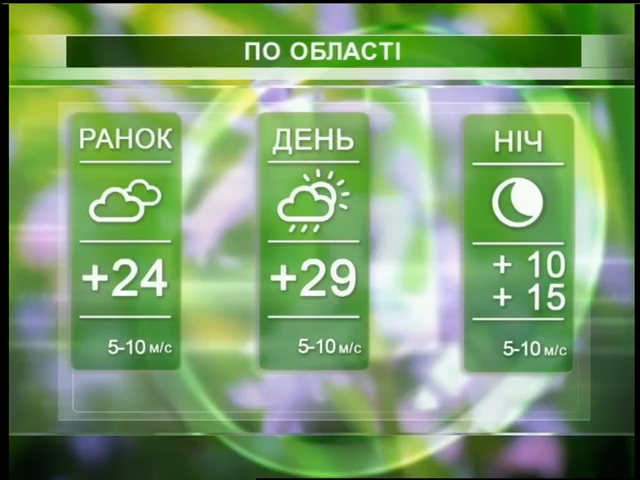 ПО ОБЛАСТІ
РАНОК
+24
5-10 м/с
ДЕНЬ
+29
5-10 м/с
НІЧ
+ 10
+ 15
5-10 м/с